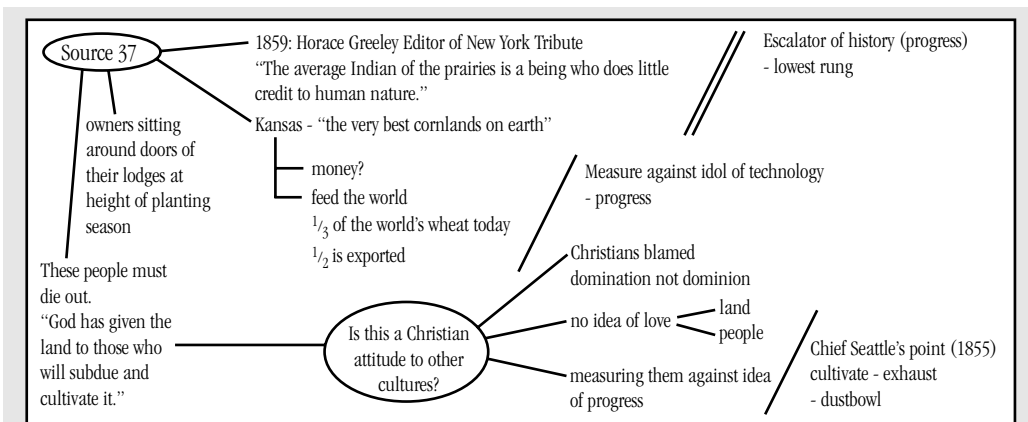 Source 37
1859: Horace Greeley Editor of New York Tribute
“The average Indian of the prairies is a being who does little
credit to human nature.”
Kansas - “the very best cornlands on earth”
money?
feed the world
1/3 of the world’s wheat today
1/2 is exported
owners sitting
around doors of
their lodges at
height of planting
season
These people must
die out.
“God has given the
land to those who
will subdue and
cultivate it.”
Is this a Christian
attitude to other
cultures?
Christians blamed
domination not dominion
no idea of love
land
people
measuring them against idea
of progress
Escalator of history (progress)
- lowest rung
Measure against idol of technology
- progress
Chief Seattle’s point (1855)
cultivate - exhaust
- dustbowl